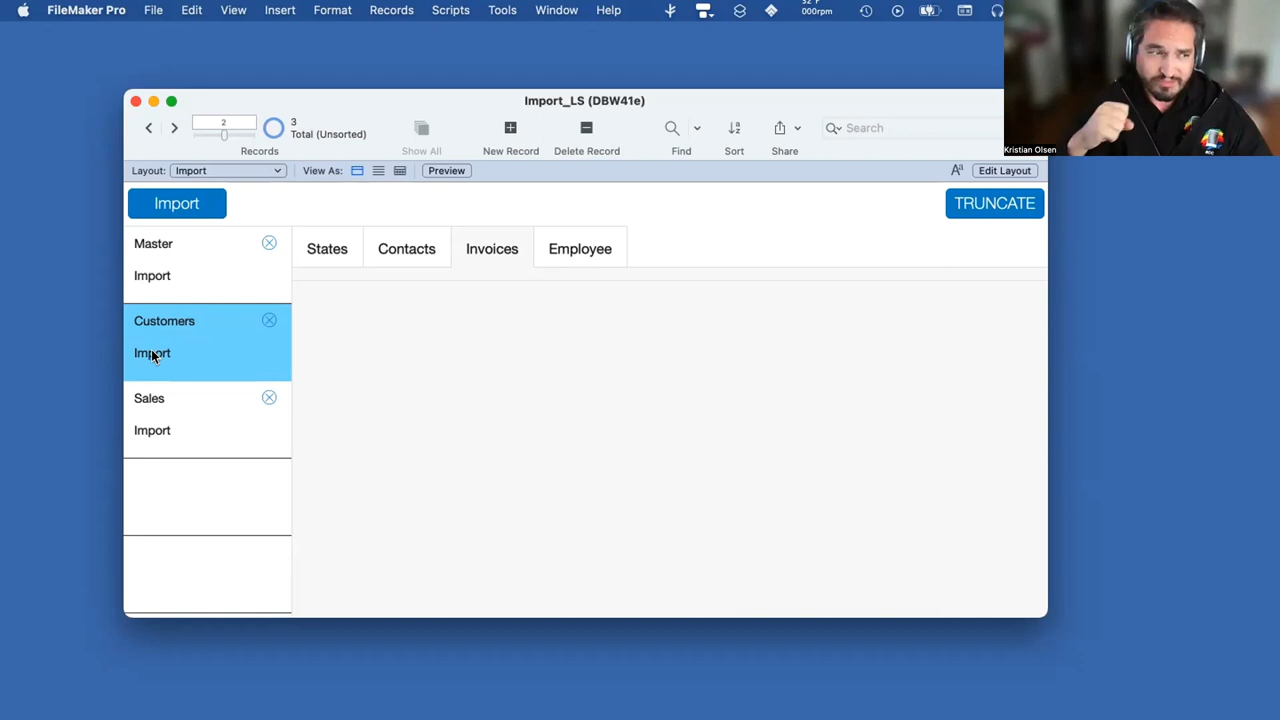 FileMaker Pro File Edit View Insert Format Records Scripts Tools Window Help
000rpm
Import_LS (DBW41e)
2
3
Total (Unsorted)
Records
Show All
New Record
Delete Record
Find
Sort
Share
Search
Layout: Import
View As:
Preview
Aa
Edit Layout
Import
TRUNCATE
Master
Import
Customers
Import
Sales
Import
States
Contacts
Invoices
Employee
Kristian Olsen